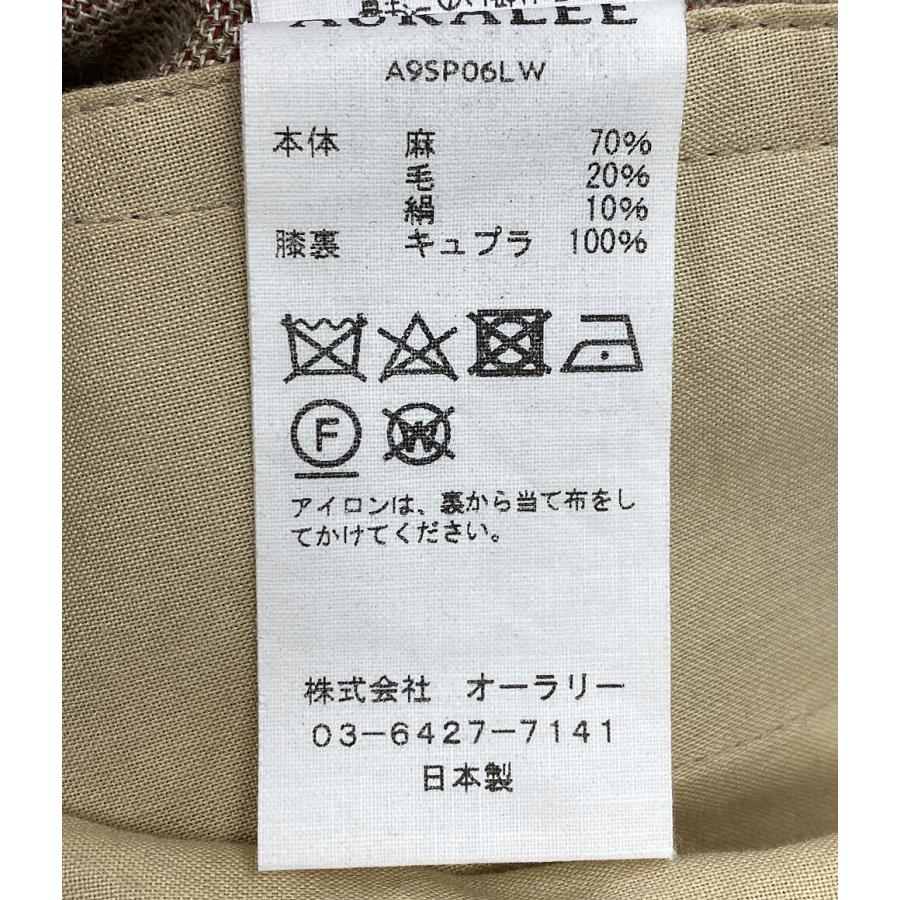 AURALEE
A9SP06LW
本体 麻 70%
毛 20%
絹 10%
膝裏 キュプラ 100%
F W
アイロンは、裏から当て布をし
てかけてください。
株式会社 オーラリー
03-6427-7141
日本製